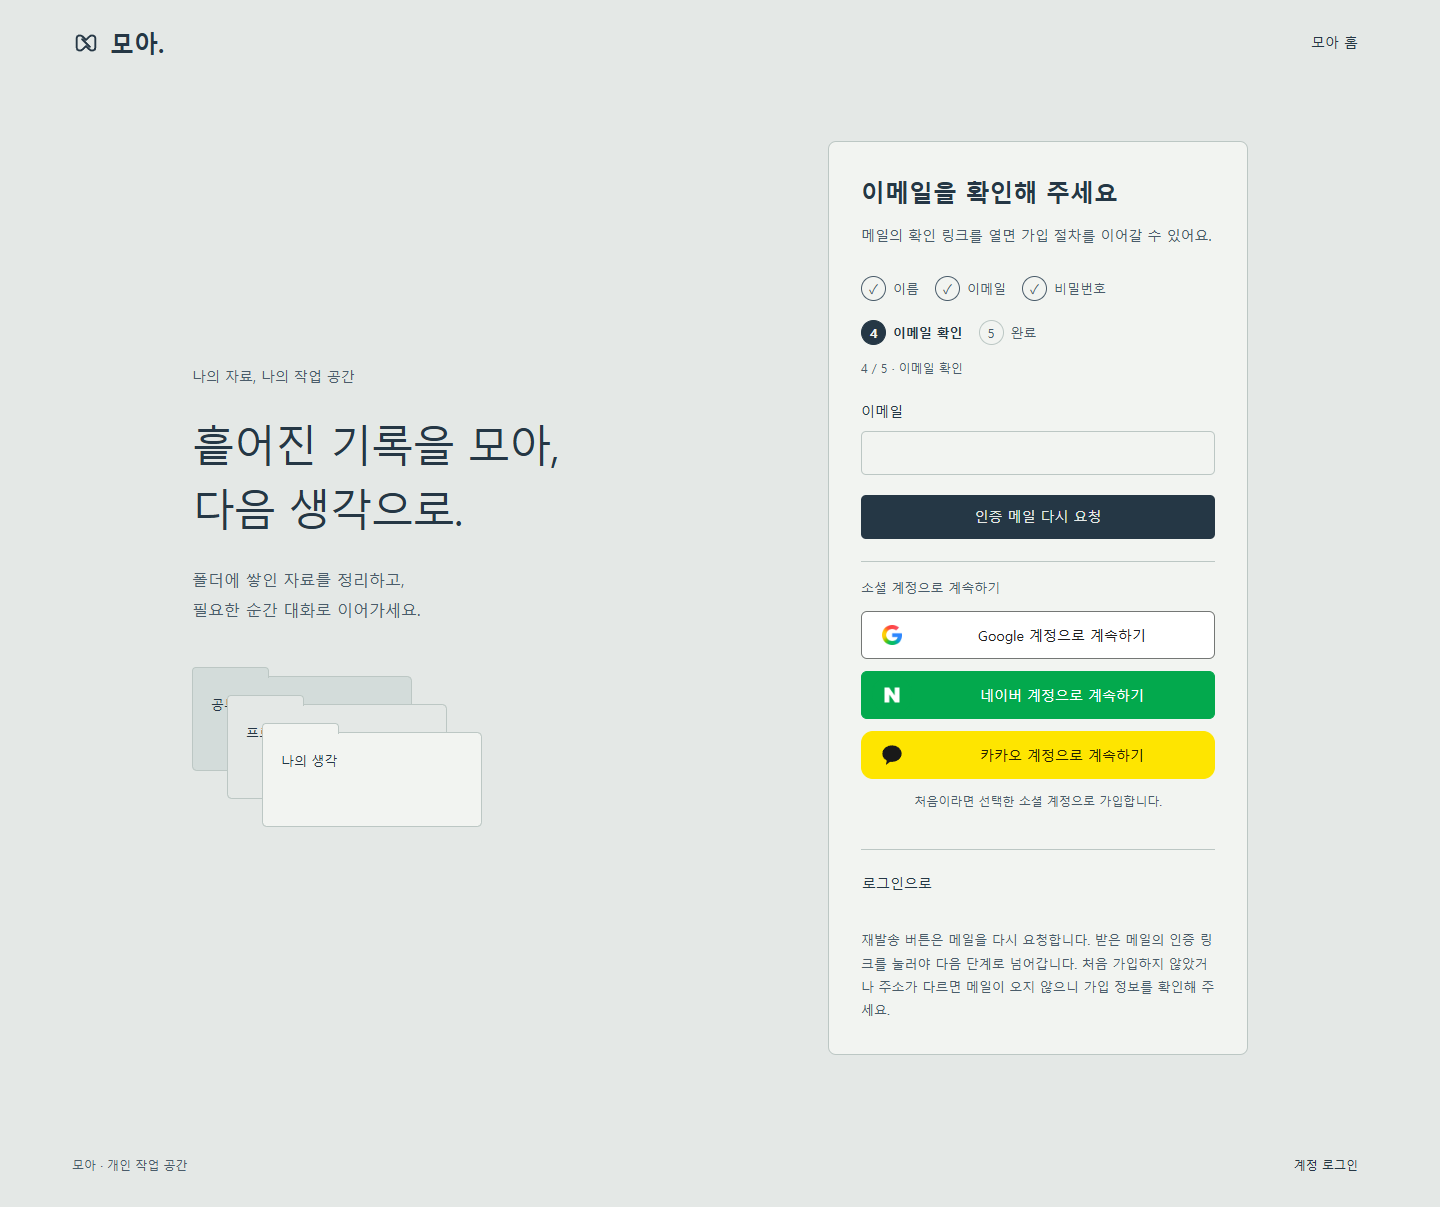 모아.
모아 홈
나의 자료, 나의 작업 공간
흩어진 기록을 모아,
다음 생각으로.
폴더에 쌓인 자료를 정리하고,
필요한 순간 대화로 이어가세요.
나의 생각
이메일을 확인해 주세요
메일의 확인 링크를 열면 가입 절차를 이어갈 수 있어요.
✓ 이름 ✓ 이메일 ✓ 비밀번호
4 이메일 확인 5 완료
4 / 5 · 이메일 확인
이메일
인증 메일 다시 요청
소셜 계정으로 계속하기
Google 계정으로 계속하기
네이버 계정으로 계속하기
카카오 계정으로 계속하기
처음이라면 선택한 소셜 계정으로 가입합니다.
로그인으로
재발송 버튼은 메일을 다시 요청합니다. 받은 메일의 인증 링
크를 눌러야 다음 단계로 넘어갑니다. 처음 가입하지 않았거
나 주소가 다르면 메일이 오지 않으니 가입 정보를 확인해 주
세요.
모아 · 개인 작업 공간
계정 로그인